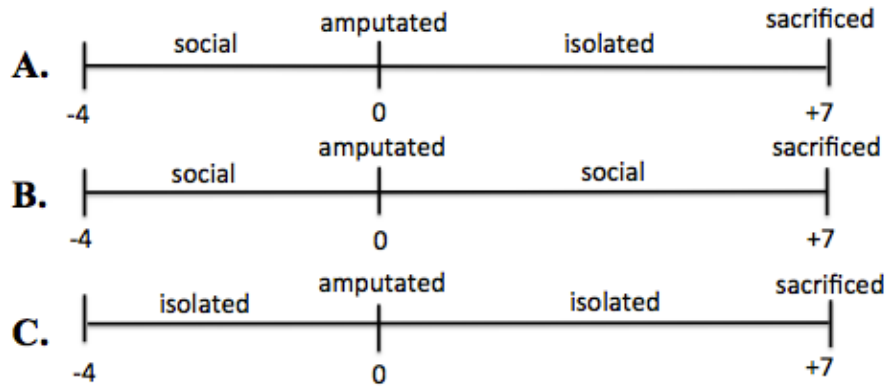 amputated sacrificed
social isolated
A.
-4 0 +7
amputated sacrificed
social social
B.
-4 0 +7
amputated sacrificed
isolated isolated
C.
-4 0 +7